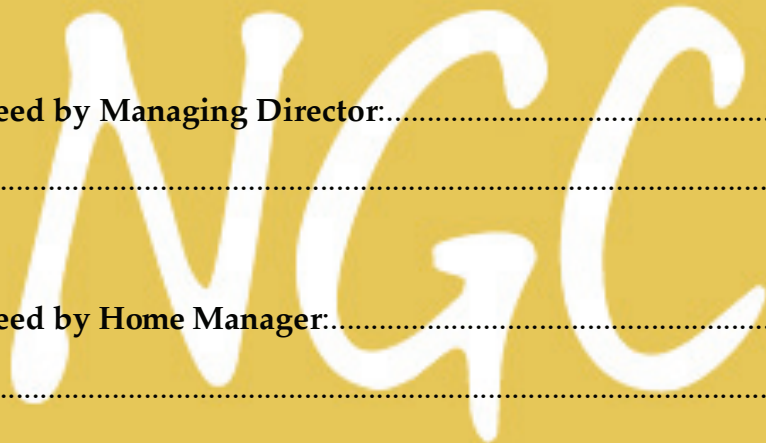 NGC
eed by Managing Director:................................................................
................................................................................................................
eed by Home Manager:........................................................................
................................................................................................................